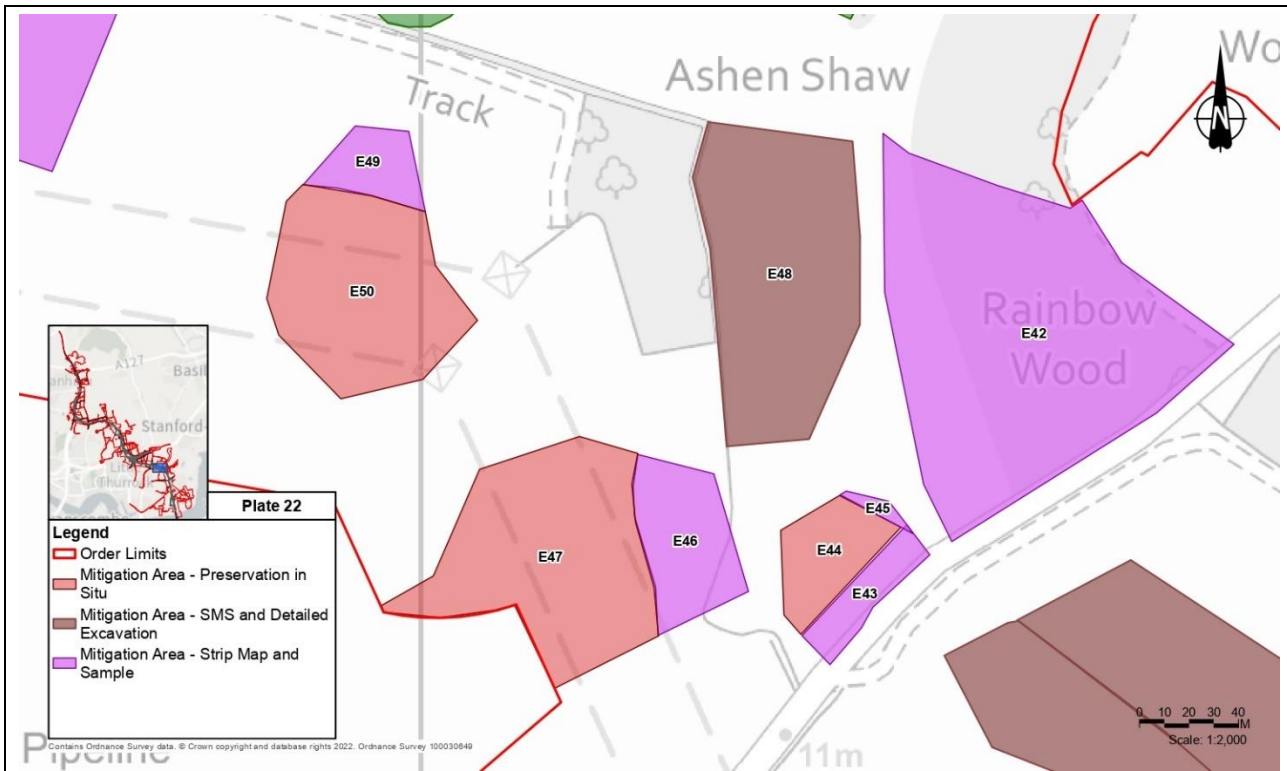 Track
Ashen Shaw
Wo
N
E49
E50
E48
E42
Rainbow
Wood
E47
E46
E45
E44
E43
A127
Basil
Stanford-
Thurrock
Plate 22
Legend
Order Limits
Mitigation Area - Preservation in
Situ
Mitigation Area - SMS and Detailed
Excavation
Mitigation Area - Strip Map and
Sample
0 10 20 30 40
M
Scale: 1:2,000
11m
Pipeline
Contains Ordnance Survey data. © Crown copyright and database rights 2022. Ordnance Survey 100030649